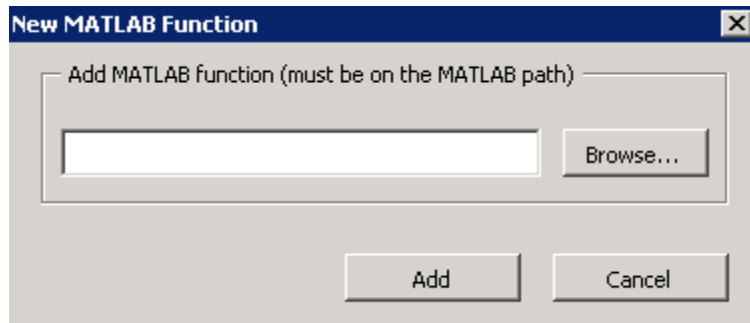 New MATLAB Function
Add MATLAB function (must be on the MATLAB path)
Browse...
Add Cancel